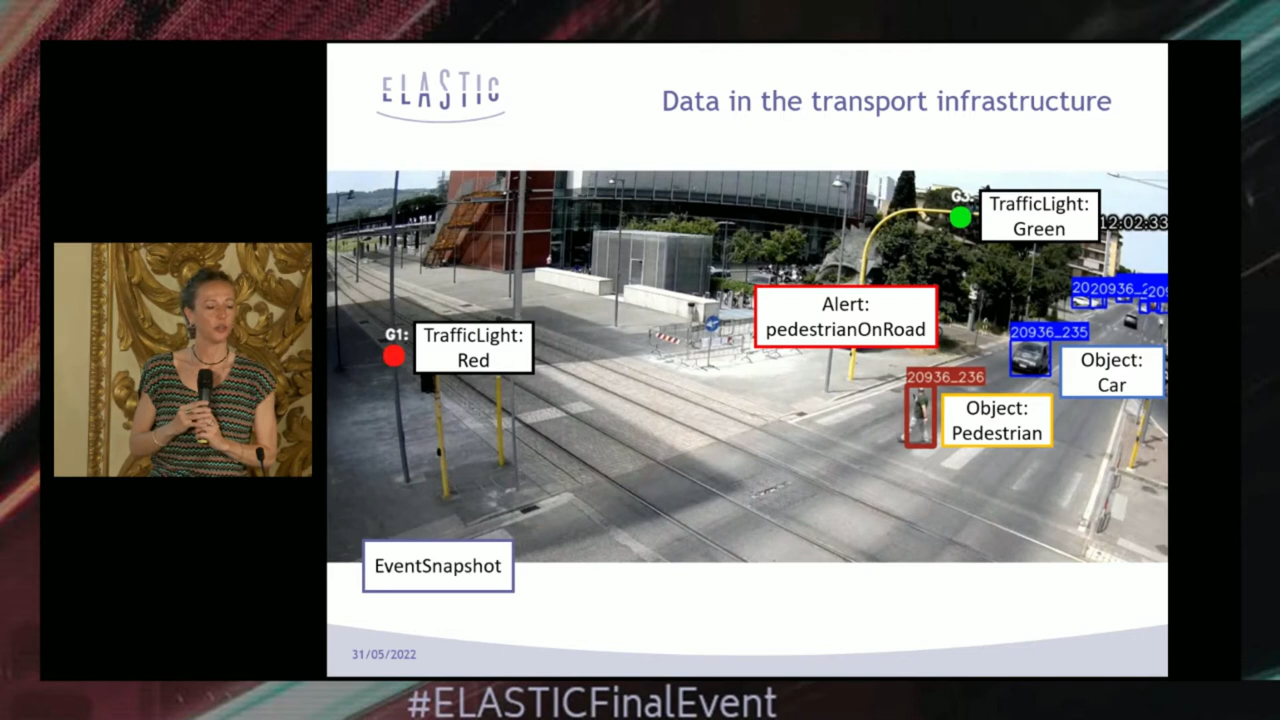 ELASTIC
Data in the transport infrastructure
G3:
TrafficLight:
Green
12:02:33
Alert:
pedestrianOnRoad
G1:
TrafficLight:
Red
20936_235
Object:
Car
20936_236
Object:
Pedestrian
EventSnapshot
31/05/2022
#ELASTICFinalEvent